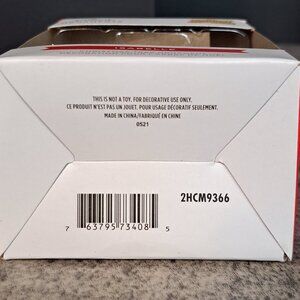 ISABELLE
THIS IS NOT A TOY. FOR DECORATIVE USE ONLY.
CE PRODUIT N'EST PAS UN JOUET. POUR USAGE DÉCORATIF SEULEMENT.
MADE IN CHINA/FABRIQUÉ EN CHINE
0521
2HCM9366
7 63795 73408 5